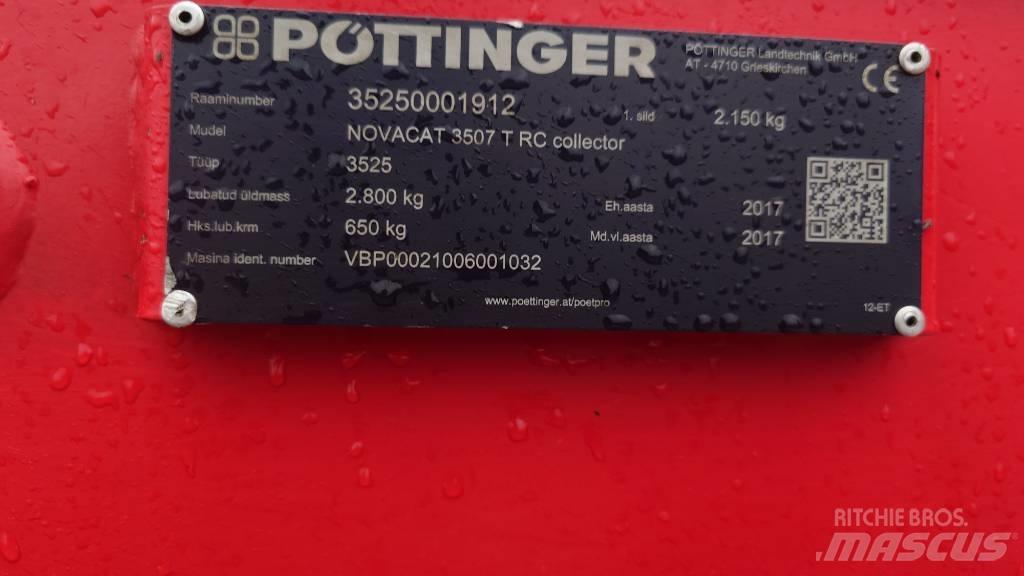 PÖTTINGER
PÖTTINGER Landtechnik GmbH
AT - 4710 Grieskirchen
CE
Raaminumber 35250001912
1. sild 2.150 kg
Mudel NOVACAT 3507 T RC collector
Tüüp 3525
Lubatud üldmass 2.800 kg
Eh.aasta 2017
Hks.lub.krm 650 kg
Md.vl.aasta 2017
Masina ident. number VBP00021006001032
www.poettinger.at/poetpro
12-ET
RITCHIE BROS.
MASCUS